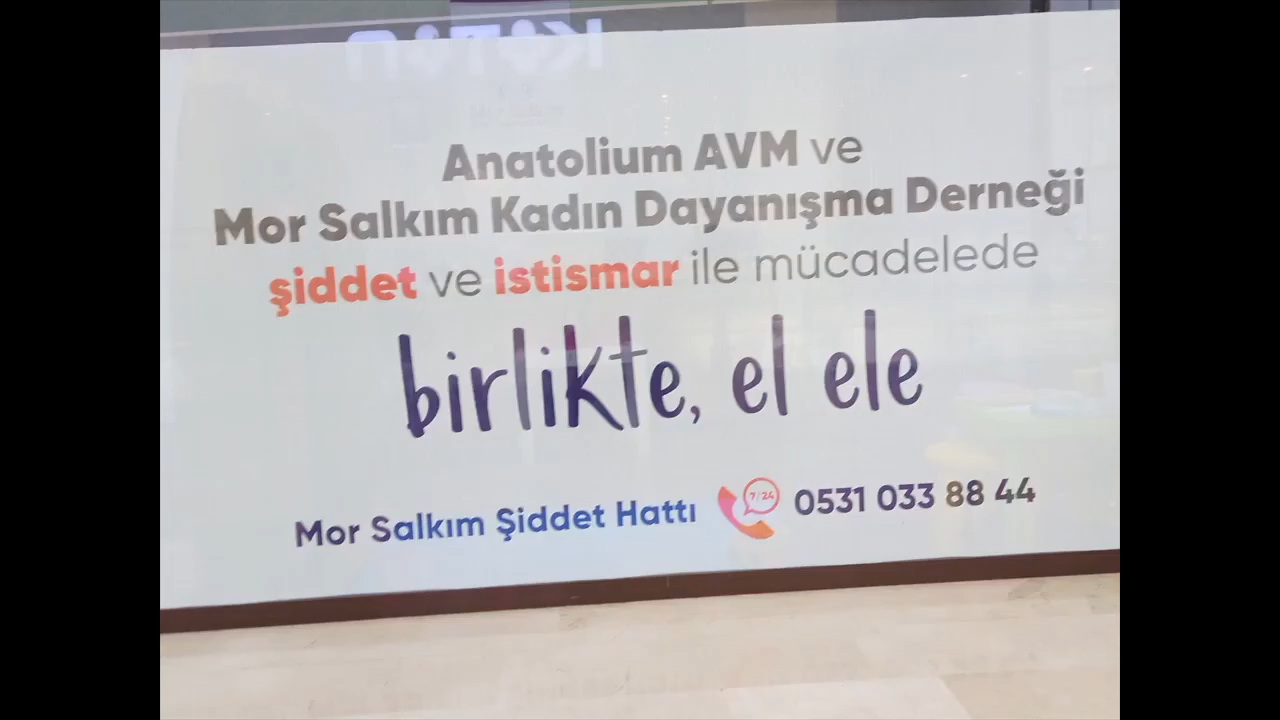 Anatolium AVM ve
Mor Salkım Kadın Dayanışma Derneği
şiddet ve istismar ile mücadelede
birlikte, el ele
Mor Salkım Şiddet Hattı 7/24 0531 033 88 44